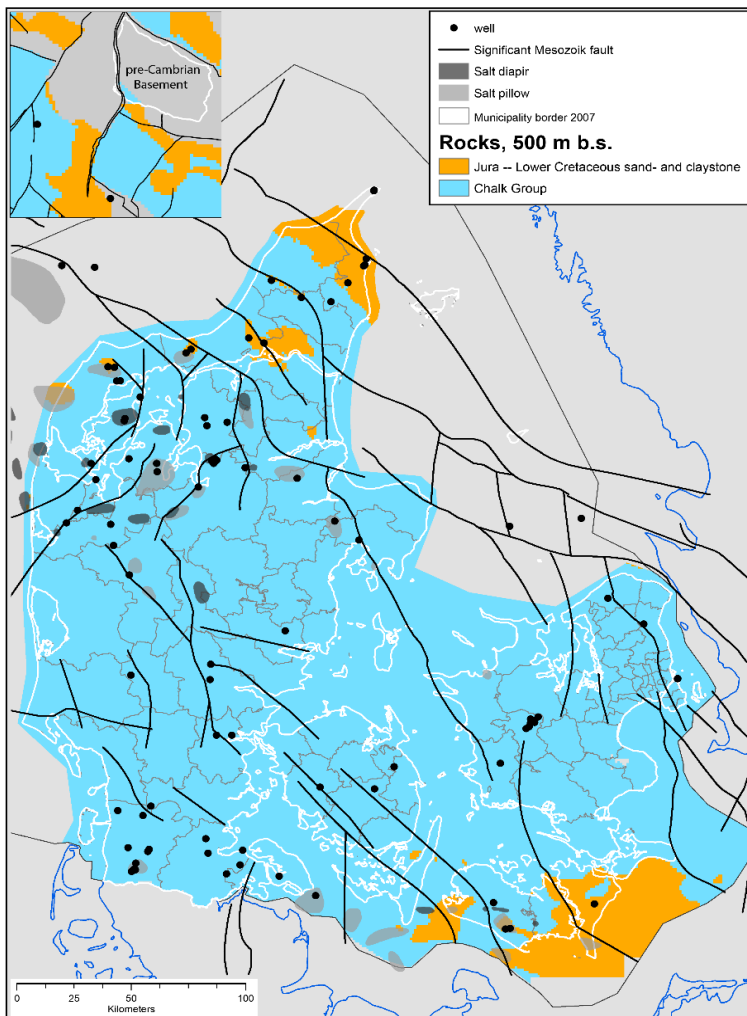 pre-Cambrian
Basement
well
Significant Mesozoik fault
Salt diapir
Salt pillow
Municipality border 2007
Rocks, 500 m b.s.
Jura -- Lower Cretaceous sand- and claystone
Chalk Group
0 25 50 100
Kilometers